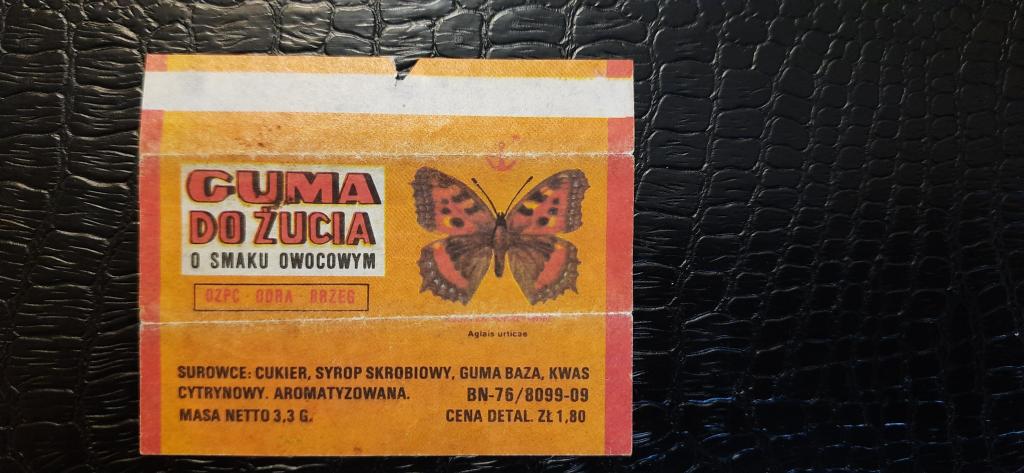 GUMA
DO ŻUCIA
O SMAKU OWOCOWYM
OZPC ODRA BRZEG
Aglais urticae
SUROWCE: CUKIER, SYROP SKROBIOWY, GUMA BAZA, KWAS
CYTRYNOWY. AROMATYZOWANA. BN-76/8099-09
MASA NETTO 3,3 G. CENA DETAL. ZŁ 1,80